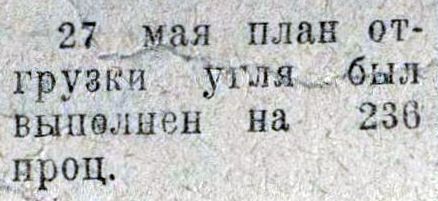 27 мая план от-
грузки угля был
выполнен на 236
проц.